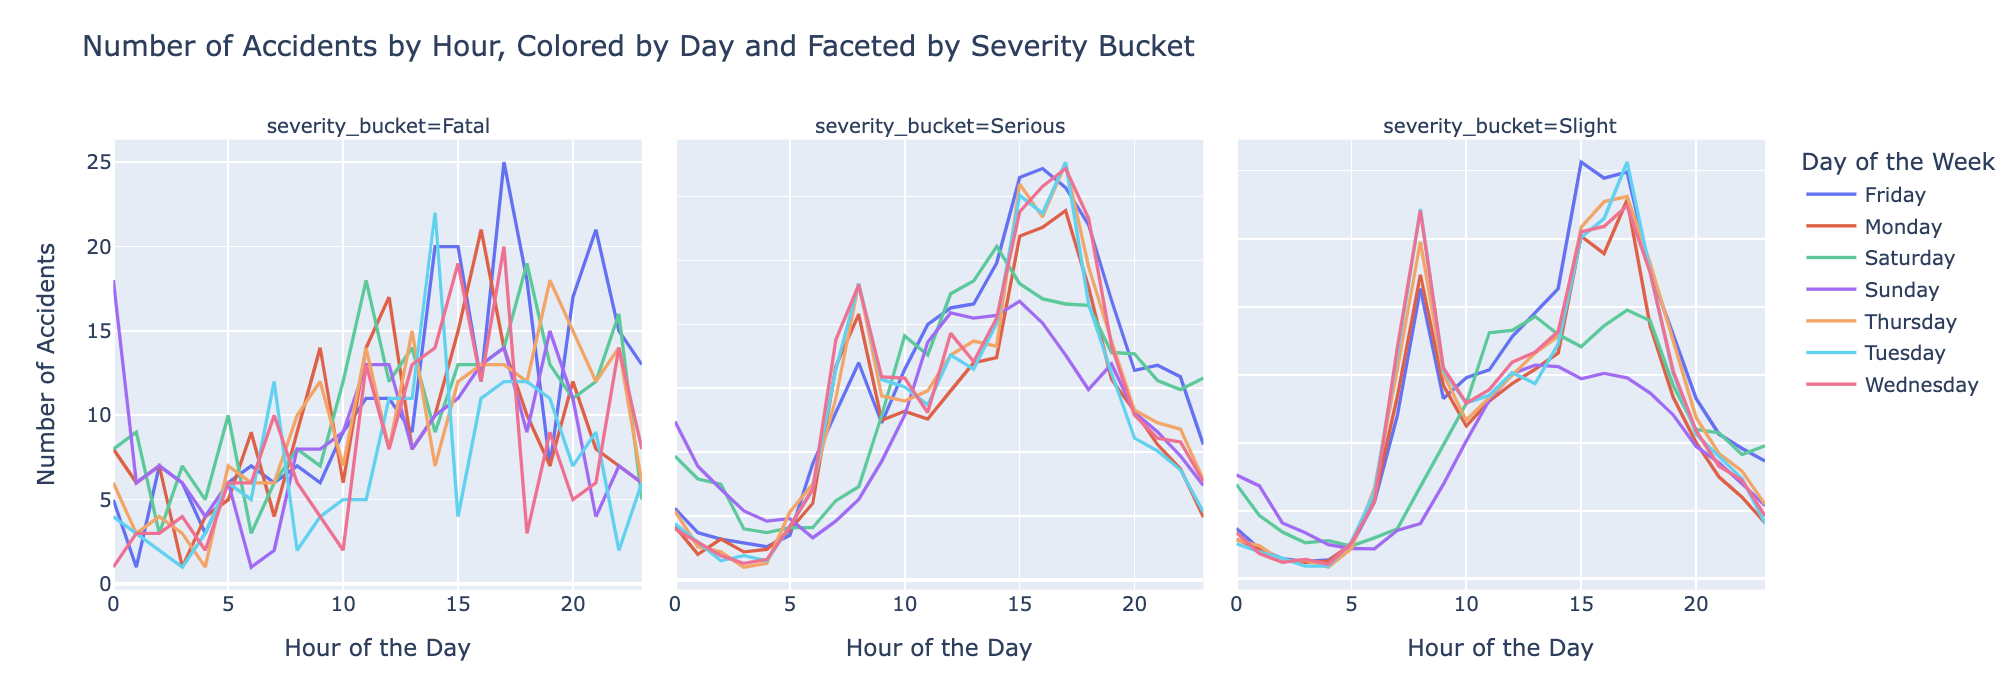 Number of Accidents by Hour, Colored by Day and Faceted by Severity Bucket
severity_bucket=Fatal
severity_bucket=Serious
severity_bucket=Slight
Number of Accidents
25
20
15
10
5
0
0 5 10 15 20
0 5 10 15 20
0 5 10 15 20
Hour of the Day
Hour of the Day
Hour of the Day
Day of the Week
Friday
Monday
Saturday
Sunday
Thursday
Tuesday
Wednesday